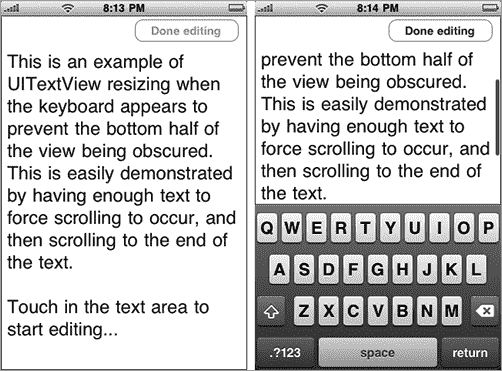 8:13 PM
Done editing
This is an example of
UITextView resizing when
the keyboard appears to
prevent the bottom half of
the view being obscured.
This is easily demonstrated
by having enough text to
force scrolling to occur, and
then scrolling to the end of
the text.
Touch in the text area to
start editing...
8:14 PM
Done editing
prevent the bottom half of
the view being obscured.
This is easily demonstrated
by having enough text to
force scrolling to occur, and
then scrolling to the end of
the text.
Q W E R T Y U I O P
A S D F G H J K L
Z X C V B N M
.?123 space return